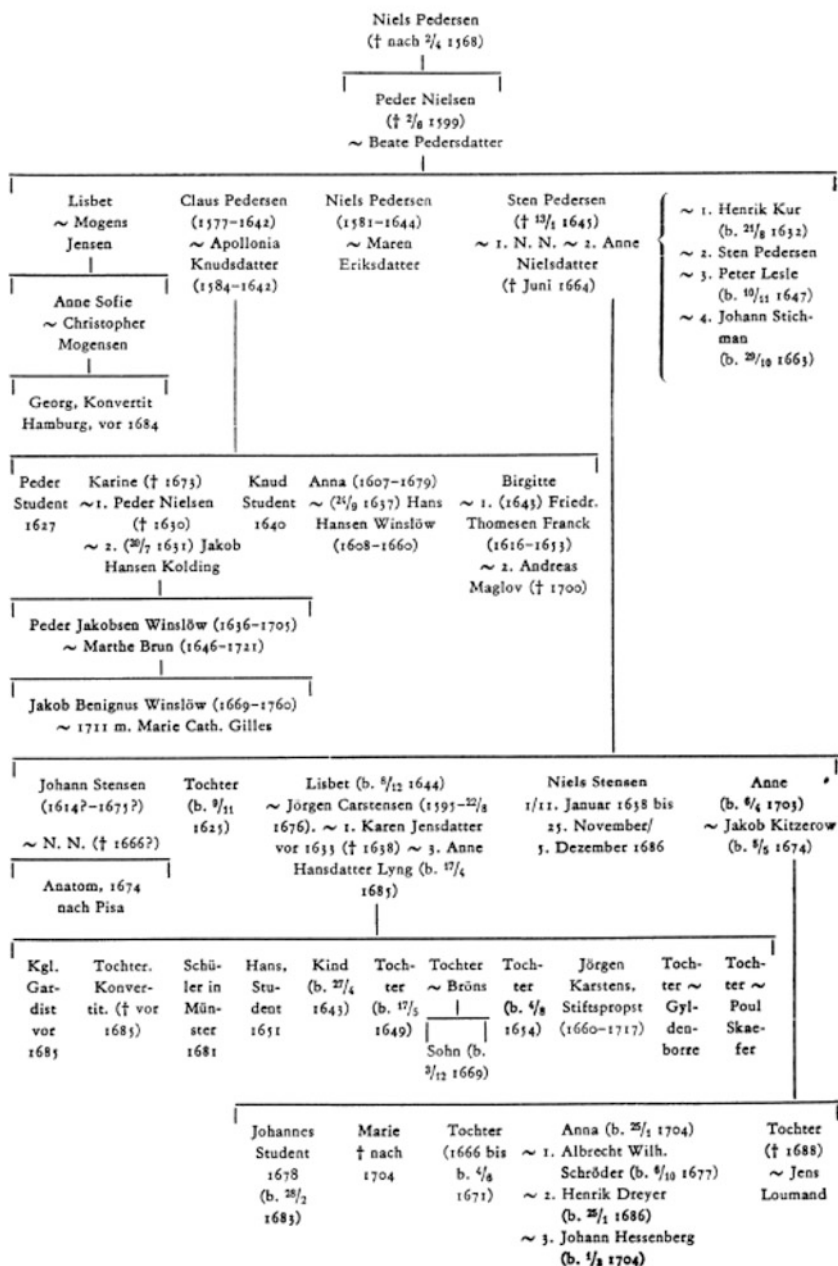 Niels Pedersen
(† nach 2/4 1568)
Peder Nielsen
(† 2/6 1599)
~ Beate Pedersdatter
Lisbet
~ Mogens
Jensen
Claus Pedersen
(1577–1642)
~ Apollonia
Knudsdatter
(1584–1642)
Niels Pedersen
(1581–1644)
~ Maren
Eriksdatter
Sten Pedersen
(† 13/1 1645)
~ 1. N. N. ~ 2. Anne
Nielsdatter
(† Juni 1664)
~ 1. Henrik Kur
(b. 21/8 1632)
~ 2. Sten Pedersen
~ 3. Peter Lesle
(b. 10/11 1647)
~ 4. Johann Stich-
man
(b. 29/10 1663)
Anne Sofie
~ Christopher
Mogensen
Georg, Konvertit
Hamburg, vor 1684
Peder
Student
1627
Karine († 1673)
~1. Peder Nielsen
(† 1630)
~ 2. (20/7 1631) Jakob
Hansen Kolding
Knud
Student
1640
Anna (1607–1679)
~ (24/9 1637) Hans
Hansen Winslöw
(1608–1660)
Birgitte
~ 1. (1643) Friedr.
Thomesen Franck
(1616–1653)
~ 2. Andreas
Maglov († 1700)
Peder Jakobsen Winslöw (1636–1705)
~ Marthe Brun (1646–1721)
Jakob Benignus Winslöw (1669–1760)
~ 1711 m. Marie Cath. Gilles
Johann Stensen
(1614?–1675?)
~ N. N. († 1666?)
Tochter
(b. 9/11
1625)
Lisbet (b. 8/12 1644)
~ Jörgen Carstensen (1595–22/8
1676). ~ 1. Karen Jensdatter
vor 1633 († 1638) ~ 3. Anne
Hansdatter Lyng (b. 17/4
1685)
Niels Stensen
1/11. Januar 1638 bis
25. November/
5. Dezember 1686
Anne
(b. 6/4 1703)
~ Jakob Kitzerow
(b. 8/5 1674)
Anatom, 1674
nach Pisa
Kgl.
Gar-
dist
vor
1685
Tochter.
Konver-
tit. († vor
1685)
Schü-
ler in
Mün-
ster
1681
Hans,
Stu-
dent
1651
Kind
(b. 27/4
1643)
Toch-
ter
(b. 17/5
1649)
Tochter
~ Bröns
Sohn (b.
3/12 1669)
Toch-
ter
(b. 4/8
1654)
Jörgen
Karstens,
Stiftspropst
(1660–1717)
Toch-
ter ~
Gyl-
den-
borre
Toch-
ter ~
Poul
Skae-
fer
Johannes
Student
1678
(b. 28/2
1683)
Marie
† nach
1704
Tochter
(1666 bis
b. 4/6
1671)
Anna (b. 25/1 1704)
~ 1. Albrecht Wilh.
Schröder (b. 6/10 1677)
~ 2. Henrik Dreyer
(b. 25/1 1686)
~ 3. Johann Hessenberg
(b. 1/2 1704)
Tochter
(† 1688)
~ Jens
Loumand